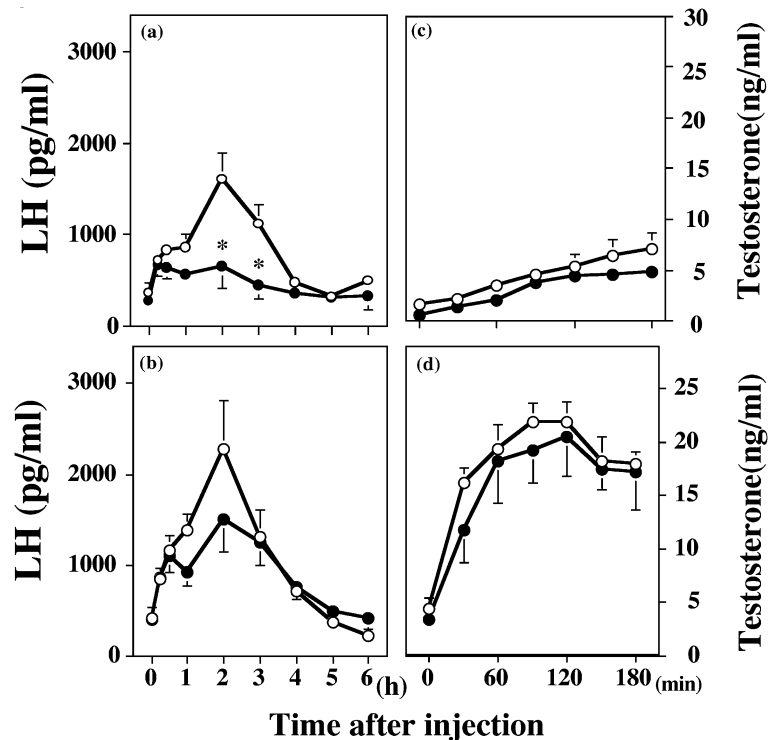 (a)
3000
2000
1000
0
LH (pg/ml)
*
*
(c)
30
25
20
15
10
5
0
Testosterone(ng/ml)
(b)
3000
2000
1000
0
LH (pg/ml)
0 1 2 3 4 5 6 (h)
(d)
25
20
15
10
5
0
Testosterone(ng/ml)
0 60 120 180 (min)
Time after injection